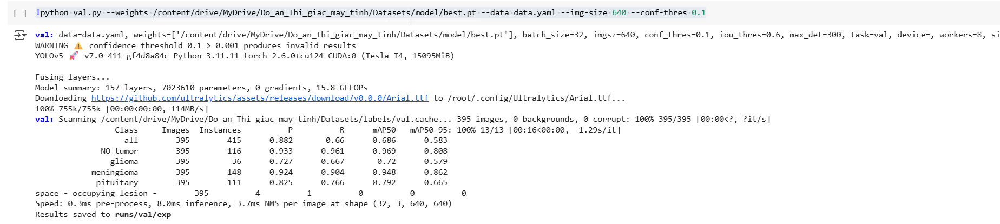 [ ] !python val.py --weights /content/drive/MyDrive/Do_an_Thi_giac_may_tinh/Datasets/model/best.pt --data data.yaml --img-size 640 --conf-thres 0.1
val: data=data.yaml, weights=['/content/drive/MyDrive/Do_an_Thi_giac_may_tinh/Datasets/model/best.pt'], batch_size=32, imgsz=640, conf_thres=0.1, iou_thres=0.6, max_det=300, task=val, device=, workers=8, si
WARNING ⚠️ confidence threshold 0.1 > 0.001 produces invalid results
YOLOv5 🚀 v7.0-411-gf4d8a84c Python-3.11.11 torch-2.6.0+cu124 CUDA:0 (Tesla T4, 15095MiB)
Fusing layers...
Model summary: 157 layers, 7023610 parameters, 0 gradients, 15.8 GFLOPs
Downloading https://github.com/ultralytics/assets/releases/download/v0.0.0/Arial.ttf to /root/.config/Ultralytics/Arial.ttf...
100% 755k/755k [00:00<00:00, 114MB/s]
val: Scanning /content/drive/MyDrive/Do_an_Thi_giac_may_tinh/Datasets/labels/val.cache... 395 images, 0 backgrounds, 0 corrupt: 100% 395/395 [00:00<?, ?it/s]
Class Images Instances P R mAP50 mAP50-95: 100% 13/13 [00:16<00:00, 1.29s/it]
all 395 415 0.882 0.66 0.686 0.583
NO_tumor 395 116 0.933 0.961 0.969 0.808
glioma 395 36 0.727 0.667 0.72 0.579
meningioma 395 148 0.924 0.904 0.948 0.862
pituitary 395 111 0.825 0.766 0.792 0.665
space - occupying lesion - 395 4 1 0 0 0
Speed: 0.3ms pre-process, 8.0ms inference, 3.7ms NMS per image at shape (32, 3, 640, 640)
Results saved to runs/val/exp